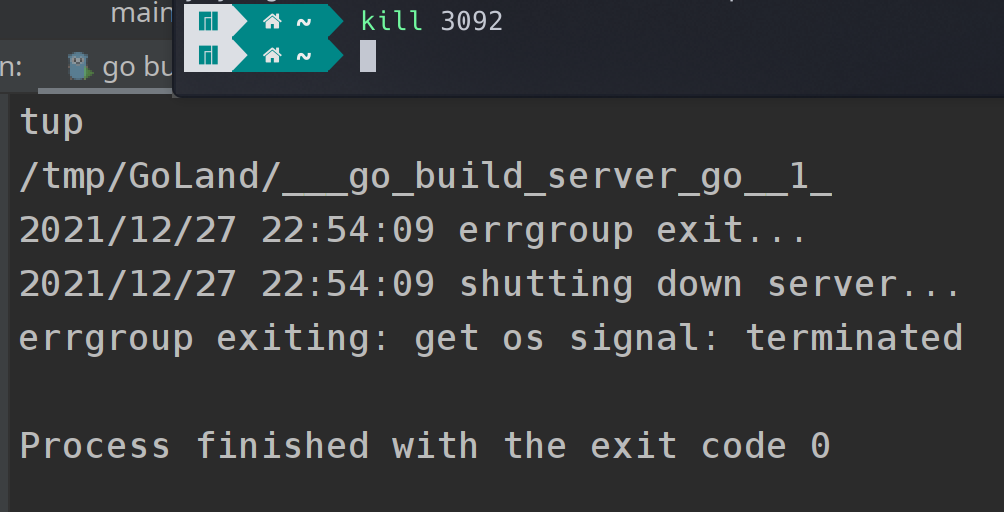 main
kill 3092
~
~
n:
go bu
tup
/tmp/GoLand/___go_build_server_go__1_
2021/12/27 22:54:09 errgroup exit...
2021/12/27 22:54:09 shutting down server...
errgroup exiting: get os signal: terminated
Process finished with the exit code 0